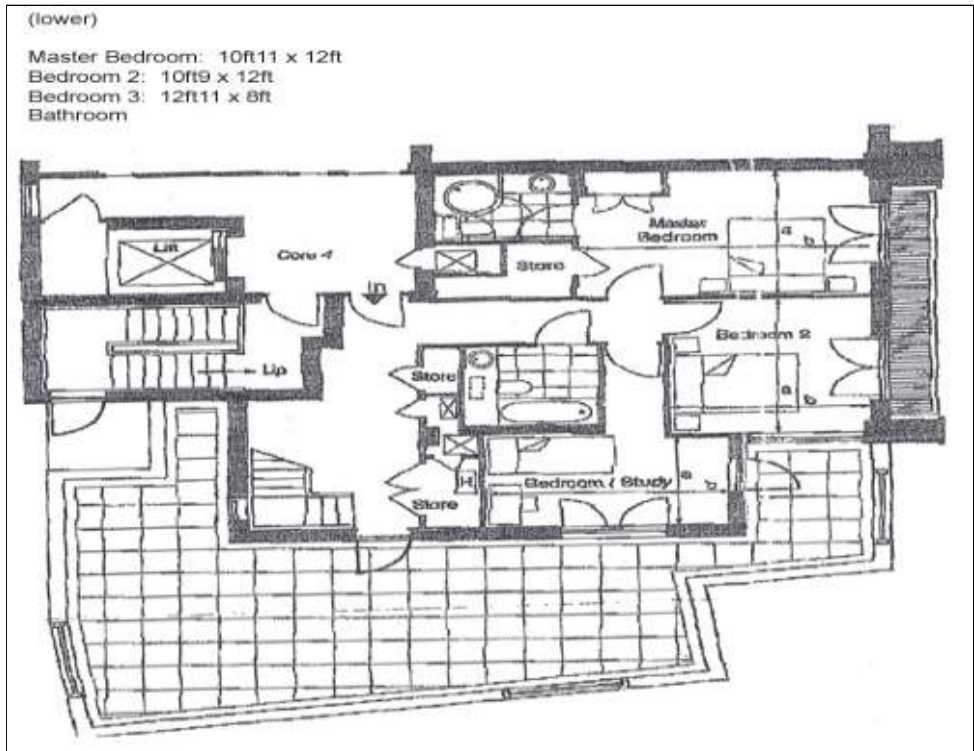 (lower)
Master Bedroom: 10ft11 x 12ft
Bedroom 2: 10ft9 x 12ft
Bedroom 3: 12ft11 x 8ft
Bathroom
Lift
Core 4
In
Store
Master
Bedroom
Bedroom 2
Up
Store
Store
H
Bedroom / Study
a
b
a
b
a
b